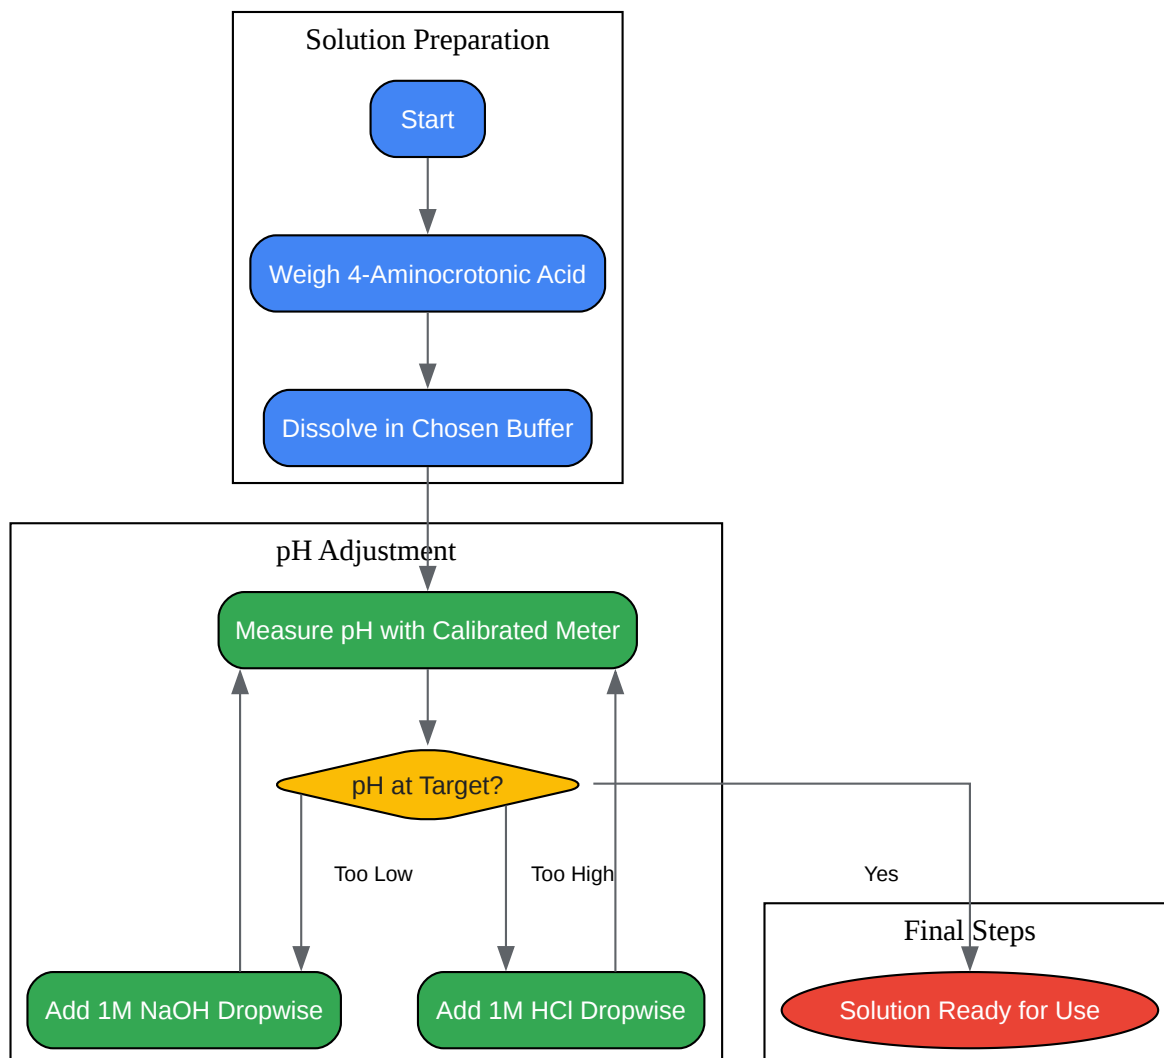 Solution Preparation
Start
Weigh 4-Aminocrotonic Acid
Dissolve in Chosen Buffer
pH Adjustment
Measure pH with Calibrated Meter
pH at Target?
Too Low
Too High
Yes
Final Steps
Add 1M NaOH Dropwise
Add 1M HCl Dropwise
Solution Ready for Use